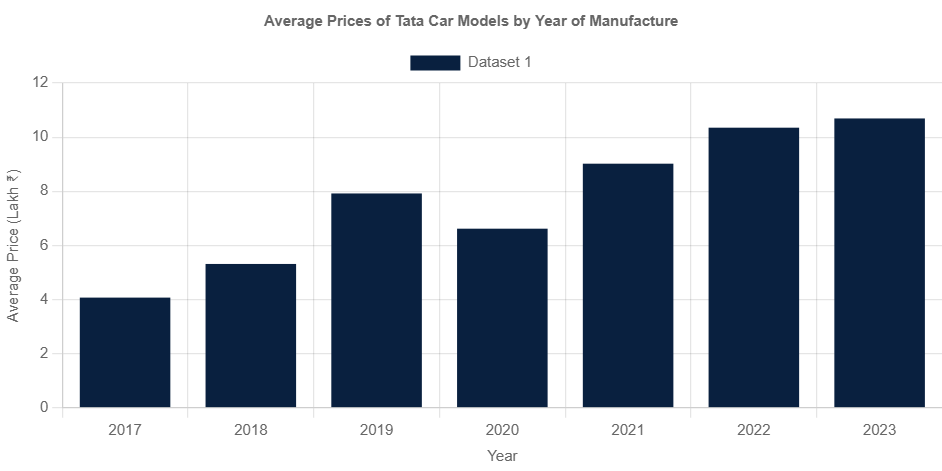 Average Prices of Tata Car Models by Year of Manufacture
Dataset 1
Average Price (Lakh ₹)
12
10
8
6
4
2
0
2017 2018 2019 2020 2021 2022 2023
Year